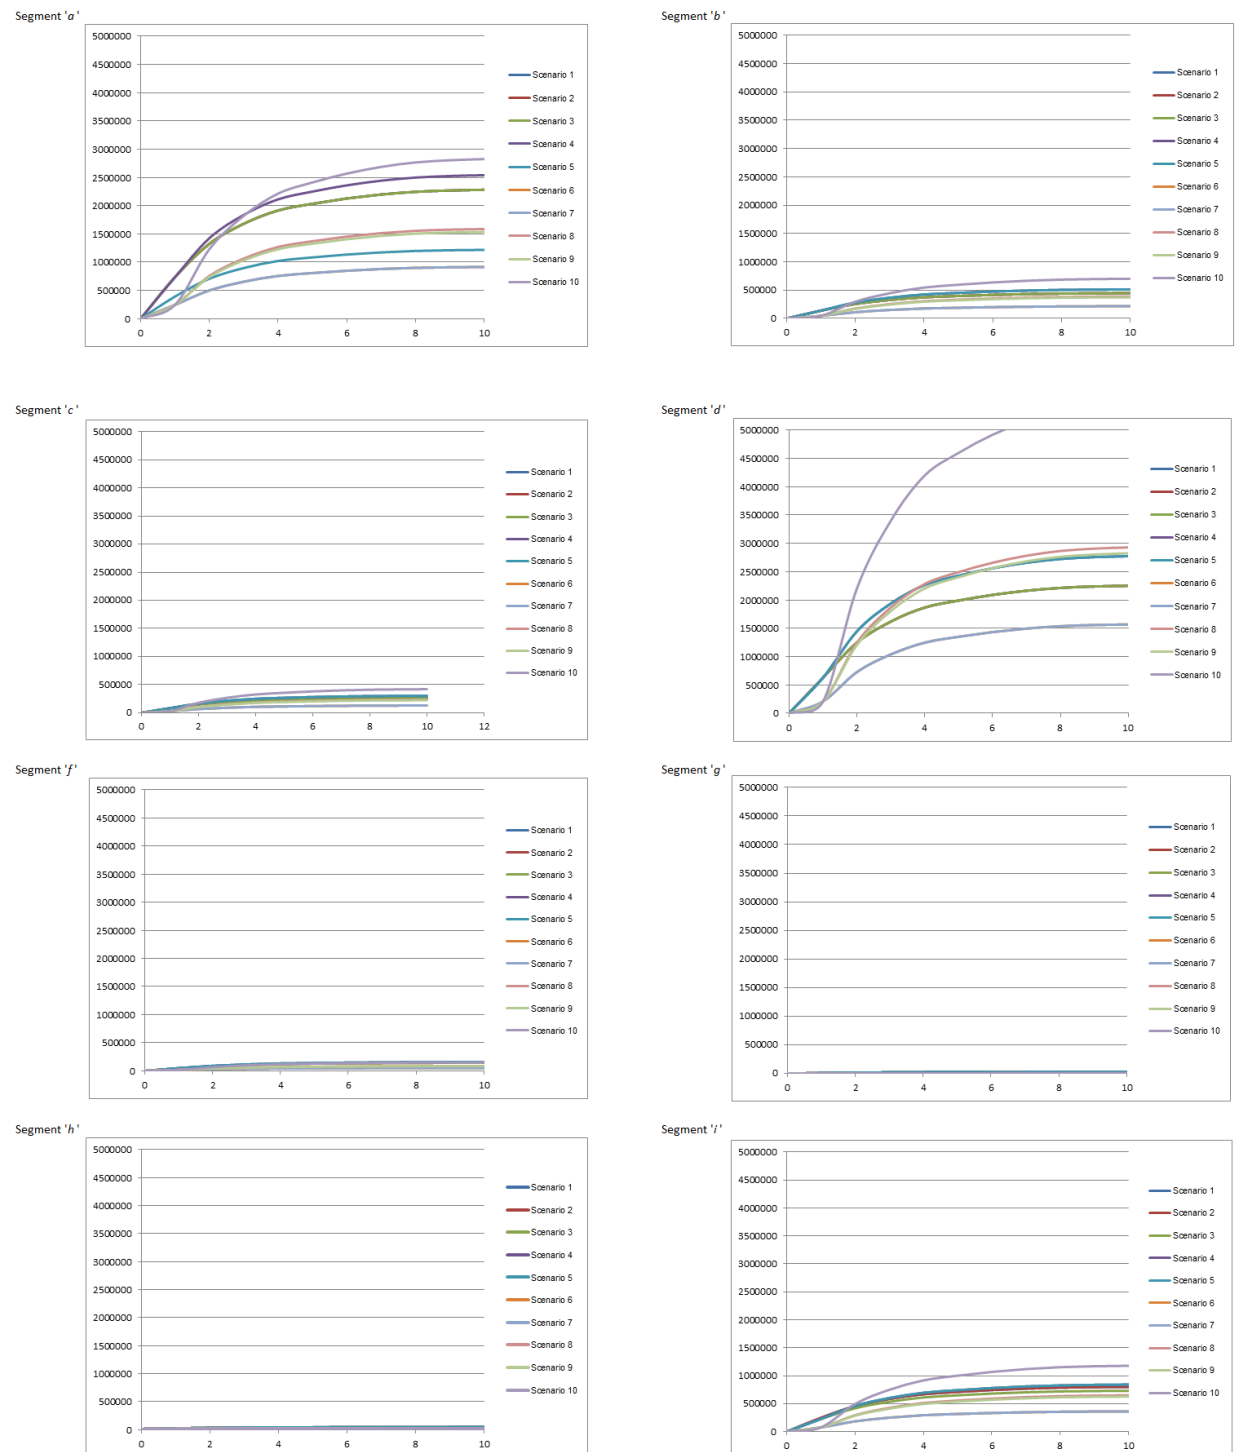 Segment 'a'
5000000
4500000
4000000
3500000
3000000
2500000
2000000
1500000
1000000
500000
0
0 2 4 6 8 10
Scenario 1
Scenario 2
Scenario 3
Scenario 4
Scenario 5
Scenario 6
Scenario 7
Scenario 8
Scenario 9
Scenario 10
Segment 'b'
5000000
4500000
4000000
3500000
3000000
2500000
2000000
1500000
1000000
500000
0
0 2 4 6 8 10
Scenario 1
Scenario 2
Scenario 3
Scenario 4
Scenario 5
Scenario 6
Scenario 7
Scenario 8
Scenario 9
Scenario 10
Segment 'c'
5000000
4500000
4000000
3500000
3000000
2500000
2000000
1500000
1000000
500000
0
0 2 4 6 8 10 12
Scenario 1
Scenario 2
Scenario 3
Scenario 4
Scenario 5
Scenario 6
Scenario 7
Scenario 8
Scenario 9
Scenario 10
Segment 'd'
5000000
4500000
4000000
3500000
3000000
2500000
2000000
1500000
1000000
500000
0
0 2 4 6 8 10
Scenario 1
Scenario 2
Scenario 3
Scenario 4
Scenario 5
Scenario 6
Scenario 7
Scenario 8
Scenario 9
Scenario 10
Segment 'f'
5000000
4500000
4000000
3500000
3000000
2500000
2000000
1500000
1000000
500000
0
0 2 4 6 8 10
Scenario 1
Scenario 2
Scenario 3
Scenario 4
Scenario 5
Scenario 6
Scenario 7
Scenario 8
Scenario 9
Scenario 10
Segment 'g'
5000000
4500000
4000000
3500000
3000000
2500000
2000000
1500000
1000000
500000
0
0 2 4 6 8 10
Scenario 1
Scenario 2
Scenario 3
Scenario 4
Scenario 5
Scenario 6
Scenario 7
Scenario 8
Scenario 9
Scenario 10
Segment 'h'
5000000
4500000
4000000
3500000
3000000
2500000
2000000
1500000
1000000
500000
0
0 2 4 6 8 10
Scenario 1
Scenario 2
Scenario 3
Scenario 4
Scenario 5
Scenario 6
Scenario 7
Scenario 8
Scenario 9
Scenario 10
Segment 'i'
5000000
4500000
4000000
3500000
3000000
2500000
2000000
1500000
1000000
500000
0
0 2 4 6 8 10
Scenario 1
Scenario 2
Scenario 3
Scenario 4
Scenario 5
Scenario 6
Scenario 7
Scenario 8
Scenario 9
Scenario 10